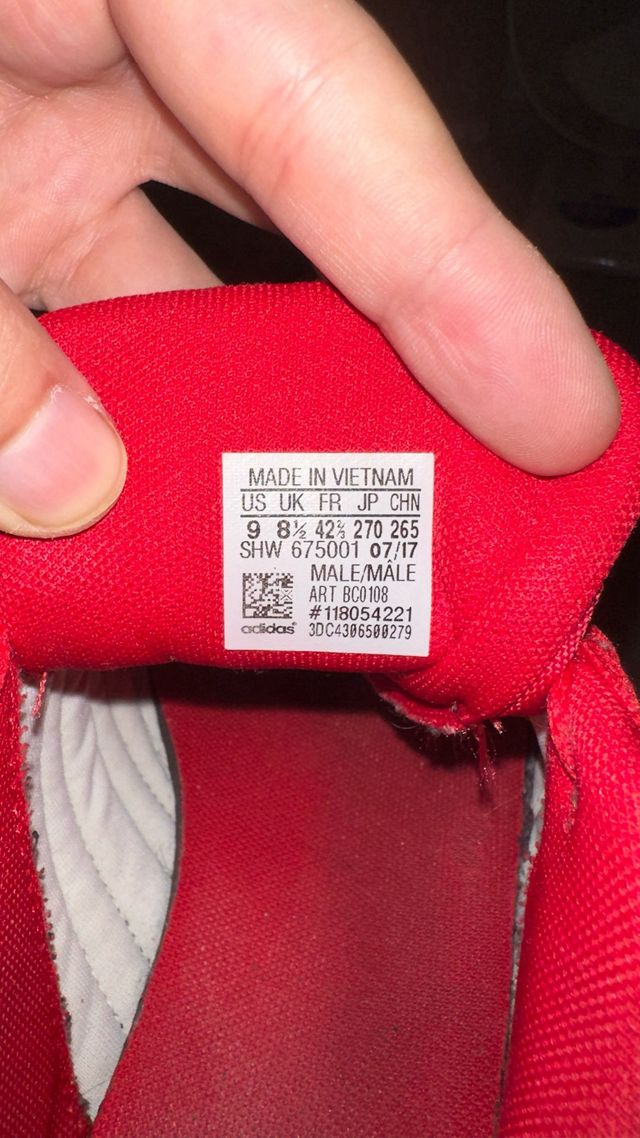 MADE IN VIETNAM
US UK FR JP CHN
9 8½ 42⅔ 270 265
SHW 675001 07/17
MALE/MÂLE
ART BC0108
#118054221
adidas® 3DC4306500279